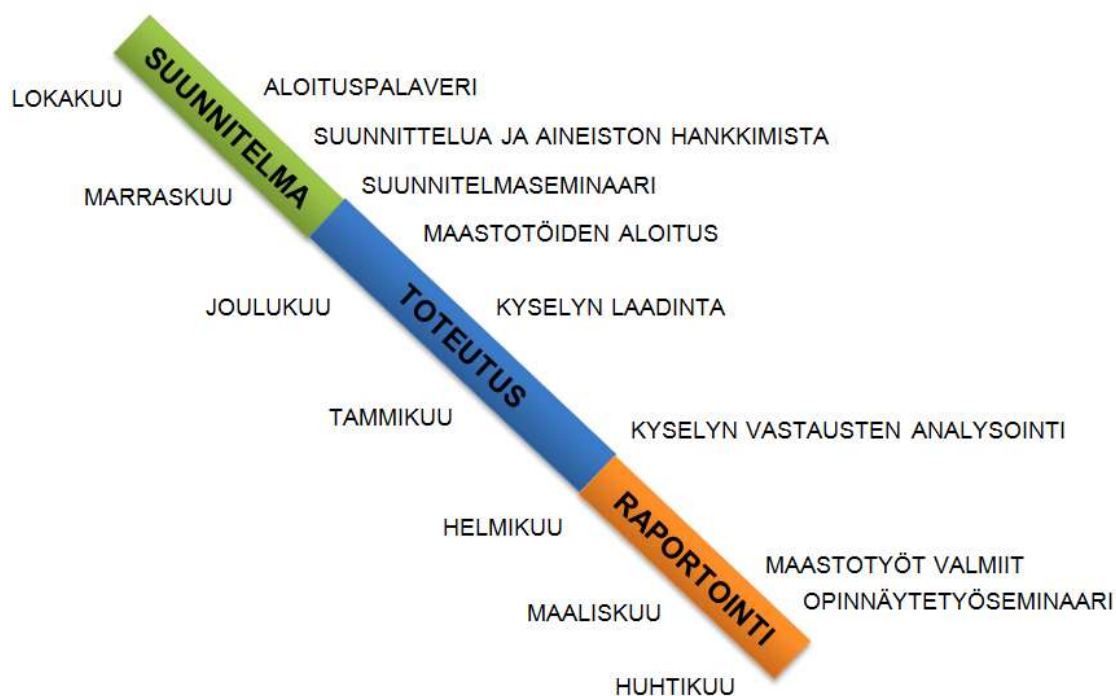 SUUNNITELMA
LOKAKUU
ALOITUSPALAVERI
SUUNNITTELUA JA AINEISTON HANKKIMISTA
MARRASKUU
SUUNNITELMASEMINAARI
MAASTOTÖIDEN ALOITUS
TOTEUTUS
JOULUKUU
KYSELYN LAADINTA
TAMMIKUU
KYSELYN VASTAUSTEN ANALYSOINTI
RAPORTOINTI
HELMIKUU
MAASTOTYÖT VALMIIT
OPINNÄYTETYÖSEMINAARI
MAALISKUU
HUHTIKUU